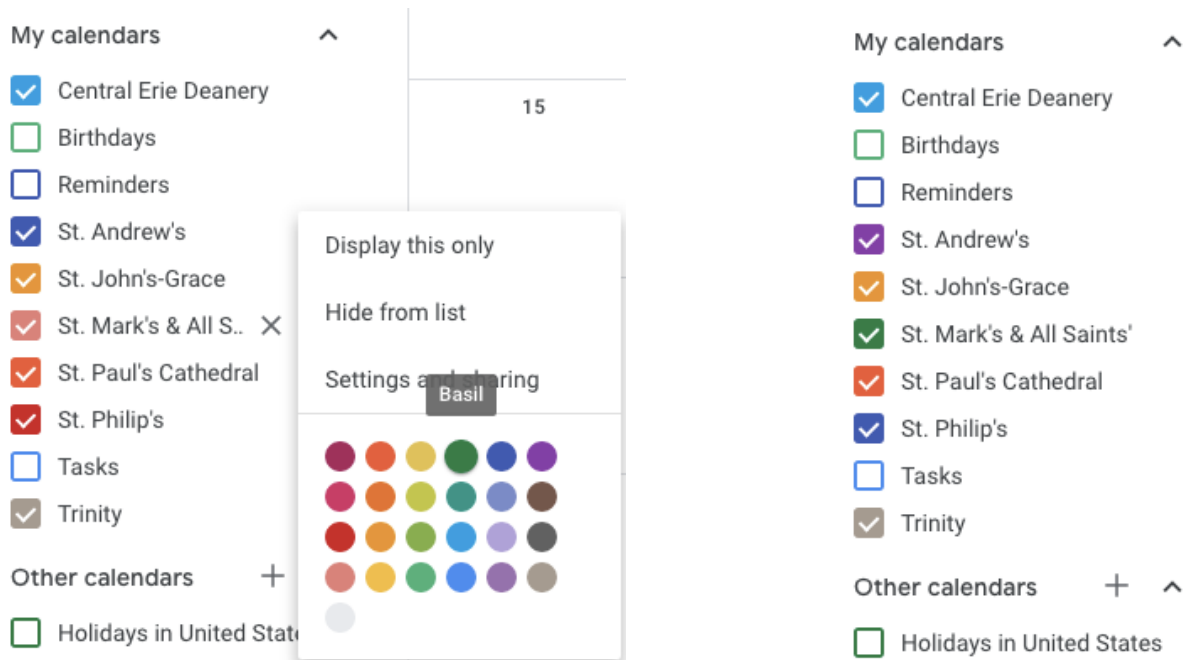 My calendars
Central Erie Deanery
15
Birthdays
Reminders
St. Andrew's
St. John's-Grace
St. Mark's & All S..
St. Paul's Cathedral
St. Philip's
Tasks
Trinity
Other calendars
Holidays in United State
Display this only
Hide from list
Settings and sharing
Basil
My calendars
Central Erie Deanery
Birthdays
Reminders
St. Andrew's
St. John's-Grace
St. Mark's & All Saints'
St. Paul's Cathedral
St. Philip's
Tasks
Trinity
Other calendars
Holidays in United States